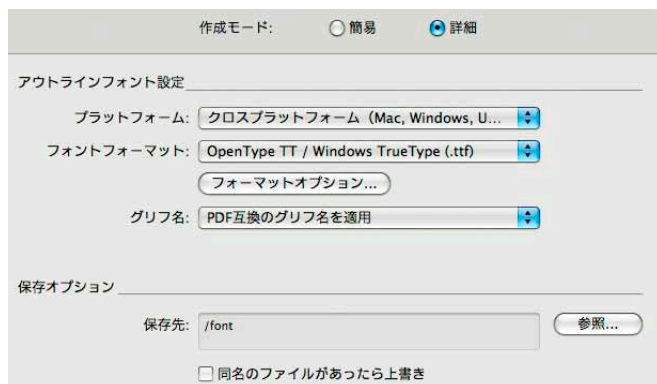 作成モード: 簡易 詳細
アウトラインフォント設定
プラットフォーム: クロスプラットフォーム（Mac, Windows, U...
フォントフォーマット: OpenType TT / Windows TrueType (.ttf)
フォーマットオプション...
グリフ名: PDF互換のグリフ名を適用
保存オプション
保存先: /font 参照...
同名のファイルがあったら上書き